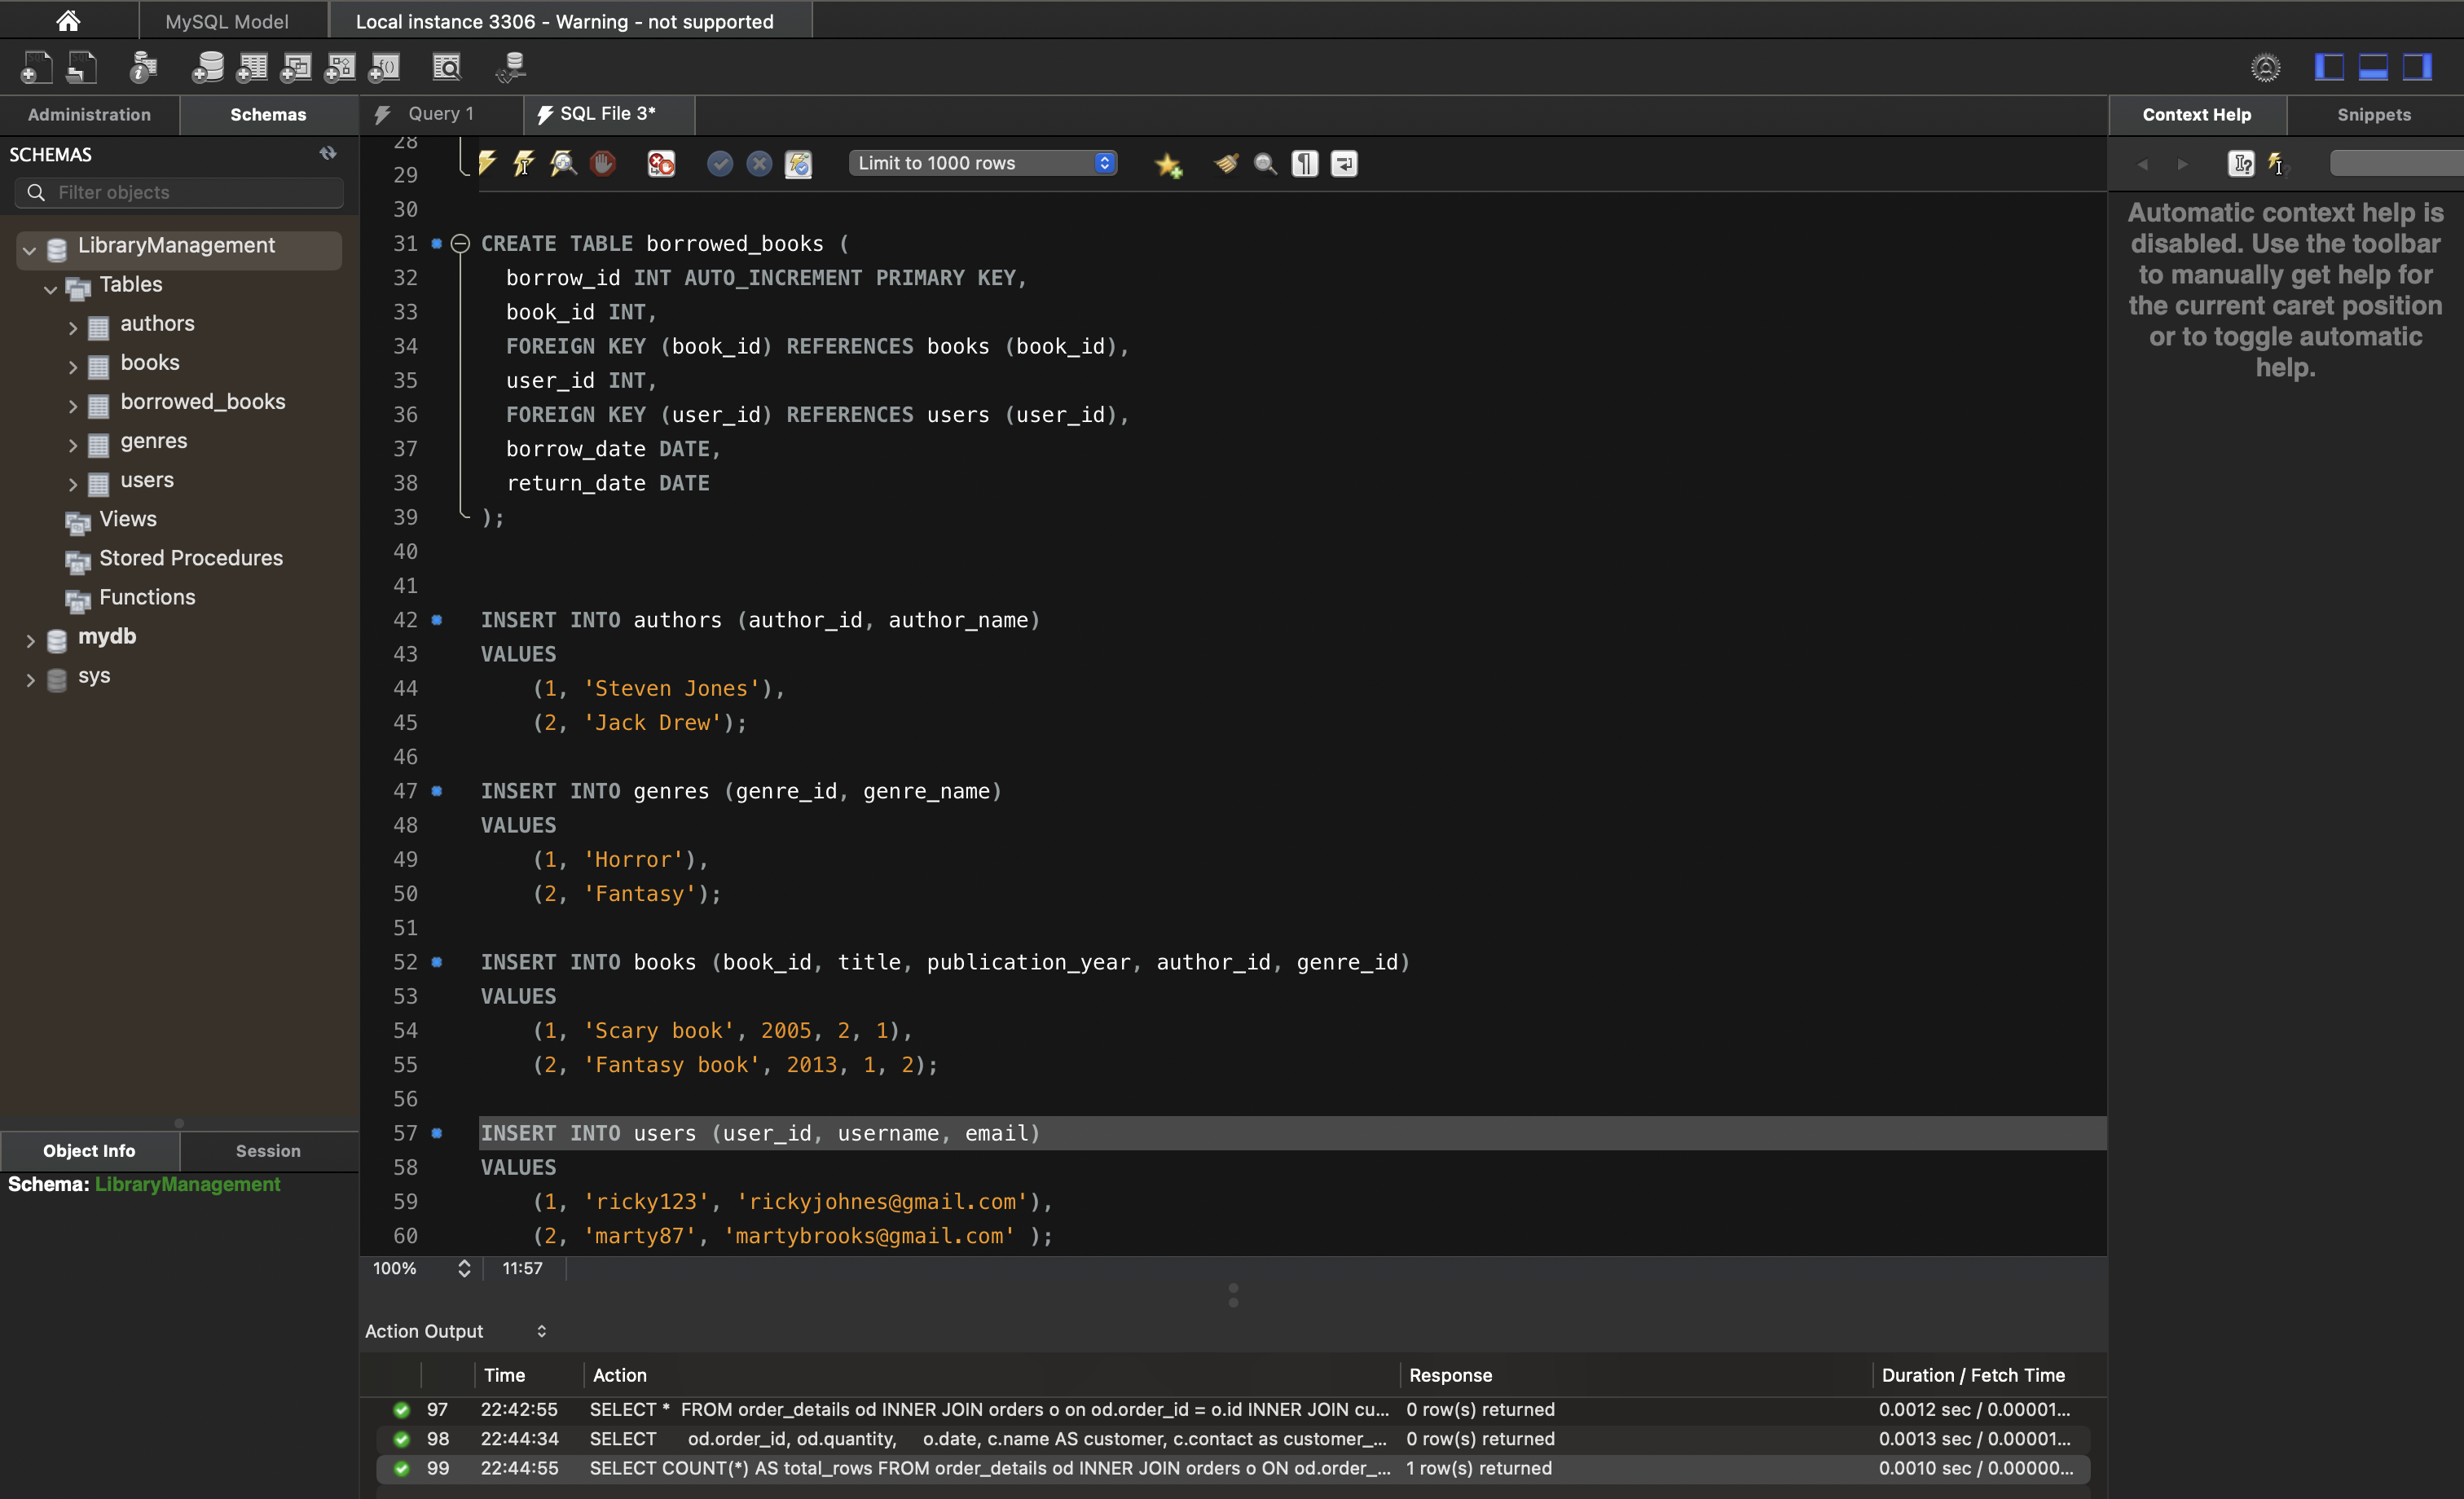 MySQL Model
Local instance 3306 - Warning - not supported
Administration
Schemas
Query 1
SQL File 3*
Context Help
Snippets
SCHEMAS
Filter objects
LibraryManagement
Tables
authors
books
borrowed_books
genres
users
Views
Stored Procedures
Functions
mydb
sys
Object Info
Session
Schema: LibraryManagement
Limit to 1000 rows
28
29
30
31 CREATE TABLE borrowed_books (
32 borrow_id INT AUTO_INCREMENT PRIMARY KEY,
33 book_id INT,
34 FOREIGN KEY (book_id) REFERENCES books (book_id),
35 user_id INT,
36 FOREIGN KEY (user_id) REFERENCES users (user_id),
37 borrow_date DATE,
38 return_date DATE
39 );
40
41
42 INSERT INTO authors (author_id, author_name)
43 VALUES
44 (1, 'Steven Jones'),
45 (2, 'Jack Drew');
46
47 INSERT INTO genres (genre_id, genre_name)
48 VALUES
49 (1, 'Horror'),
50 (2, 'Fantasy');
51
52 INSERT INTO books (book_id, title, publication_year, author_id, genre_id)
53 VALUES
54 (1, 'Scary book', 2005, 2, 1),
55 (2, 'Fantasy book', 2013, 1, 2);
56
57 INSERT INTO users (user_id, username, email)
58 VALUES
59 (1, 'ricky123', 'rickyjohnes@gmail.com'),
60 (2, 'marty87', 'martybrooks@gmail.com' );
100%
11:57
Action Output
Time Action Response Duration / Fetch Time
97 22:42:55 SELECT * FROM order_details od INNER JOIN orders o on od.order_id = o.id INNER JOIN cu... 0 row(s) returned 0.0012 sec / 0.00001...
98 22:44:34 SELECT od.order_id, od.quantity, o.date, c.name AS customer, c.contact as customer_... 0 row(s) returned 0.0013 sec / 0.00001...
99 22:44:55 SELECT COUNT(*) AS total_rows FROM order_details od INNER JOIN orders o ON od.order_... 1 row(s) returned 0.0010 sec / 0.00000...
Automatic context help is
disabled. Use the toolbar
to manually get help for
the current caret position
or to toggle automatic
help.